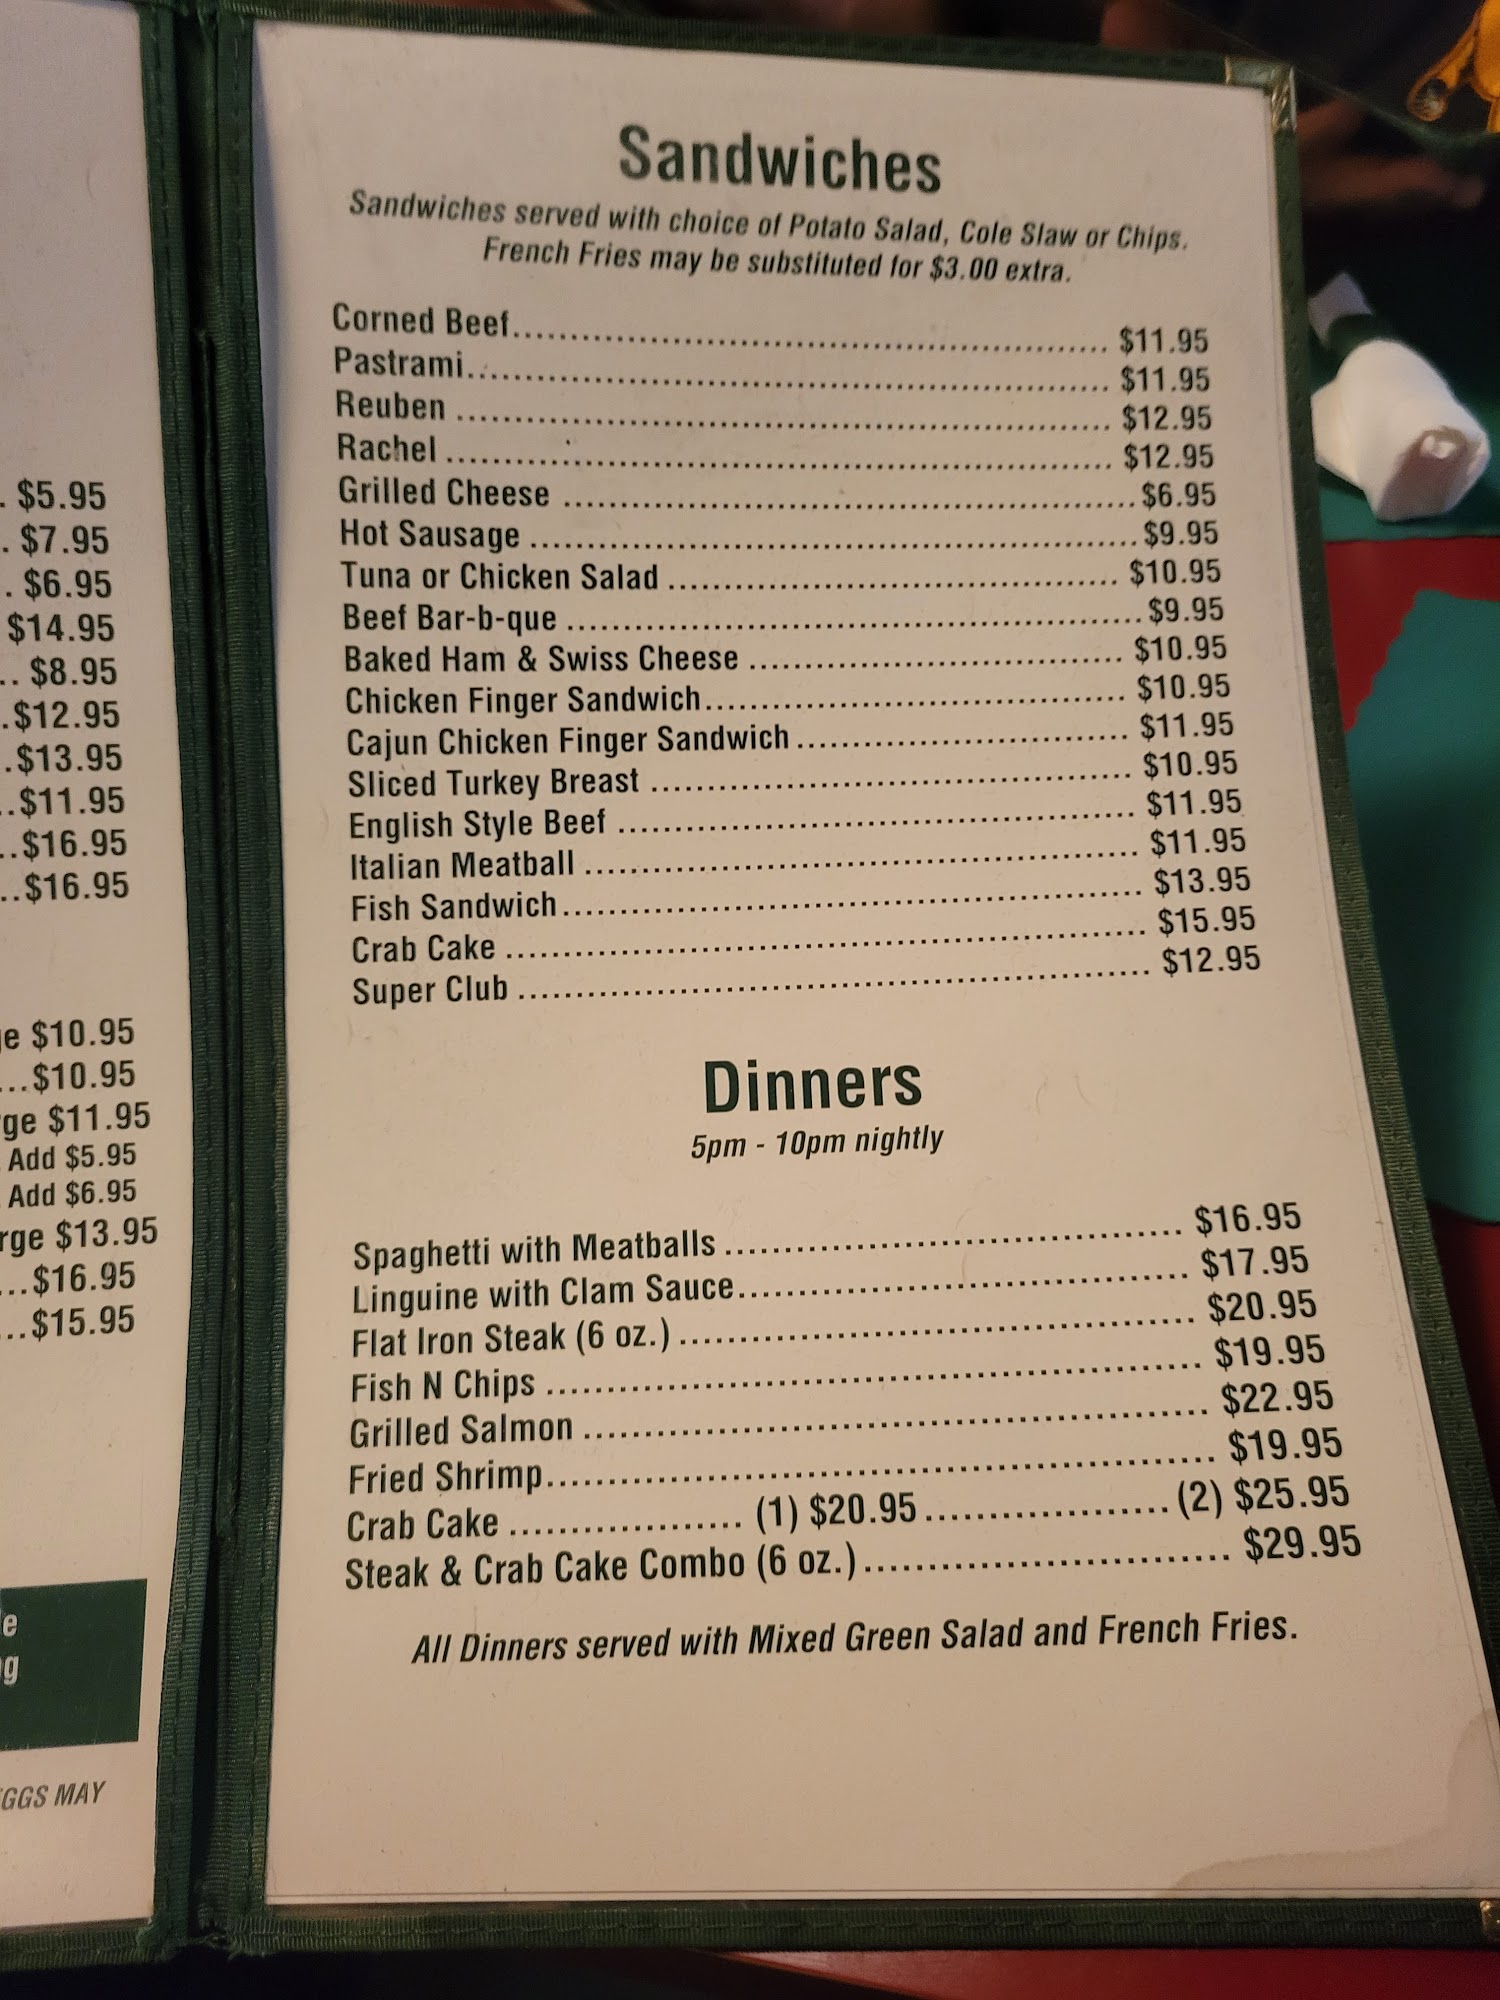 $5.95
$7.95
$6.95
$14.95
$8.95
$12.95
$13.95
$11.95
$16.95
$16.95
$10.95
$10.95
$11.95
Add $5.95
Add $6.95
$13.95
$16.95
$15.95
MAY
Sandwiches
Sandwiches served with choice of Potato Salad, Cole Slaw or Chips.
French Fries may be substituted for $3.00 extra.
Corned Beef $11.95
Pastrami $11.95
Reuben $12.95
Rachel $12.95
Grilled Cheese $6.95
Hot Sausage $9.95
Tuna or Chicken Salad $10.95
Beef Bar-b-que $9.95
Baked Ham & Swiss Cheese $10.95
Chicken Finger Sandwich $10.95
Cajun Chicken Finger Sandwich $11.95
Sliced Turkey Breast $10.95
English Style Beef $11.95
Italian Meatball $11.95
Fish Sandwich $13.95
Crab Cake $15.95
Super Club $12.95
Dinners
5pm - 10pm nightly
Spaghetti with Meatballs $16.95
Linguine with Clam Sauce $17.95
Flat Iron Steak (6 oz.) $20.95
Fish N Chips $19.95
Grilled Salmon $22.95
Fried Shrimp $19.95
Crab Cake (1) $20.95 (2) $25.95
Steak & Crab Cake Combo (6 oz.) $29.95
All Dinners served with Mixed Green Salad and French Fries.